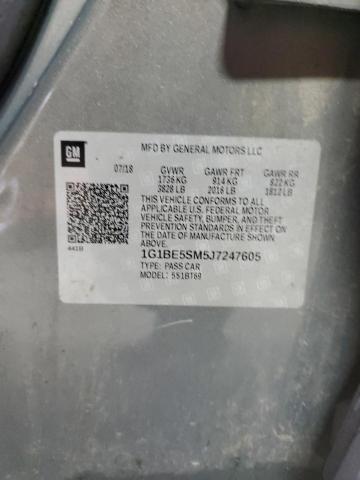 GM
MFD BY GENERAL MOTORS LLC
07/18 GVWR GAWR FRT GAWR RR
1736 KG 914 KG 822 KG
3828 LB 2016 LB 1812 LB
THIS VEHICLE CONFORMS TO ALL APPLICABLE
U.S. FEDERAL MOTOR
VEHICLE SAFETY, BUMPER, AND THEFT
PREVENTION STANDARDS IN EFFECT ON THE
DATE OF MANUFACTURE SHOWN ABOVE.
441B
1G1BE5SM5J7247605
TYPE: PASS CAR
MODEL: 5S1BT69